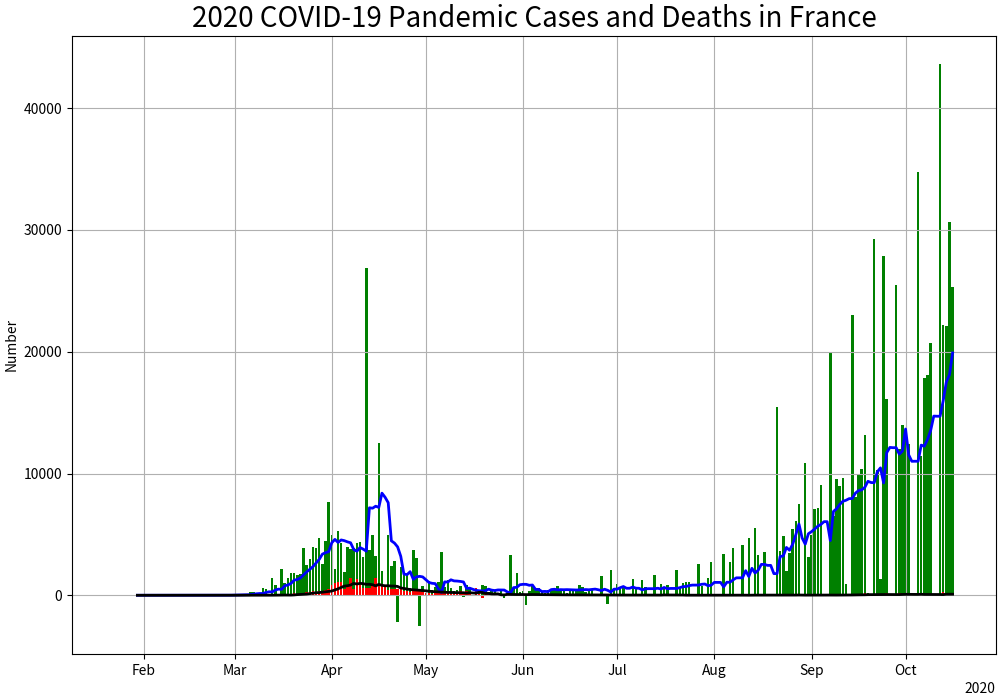 2020 COVID-19 Pandemic Cases and Deaths in France
Number
40000
30000
20000
10000
0
Feb Mar Apr May Jun Jul Aug Sep Oct
2020